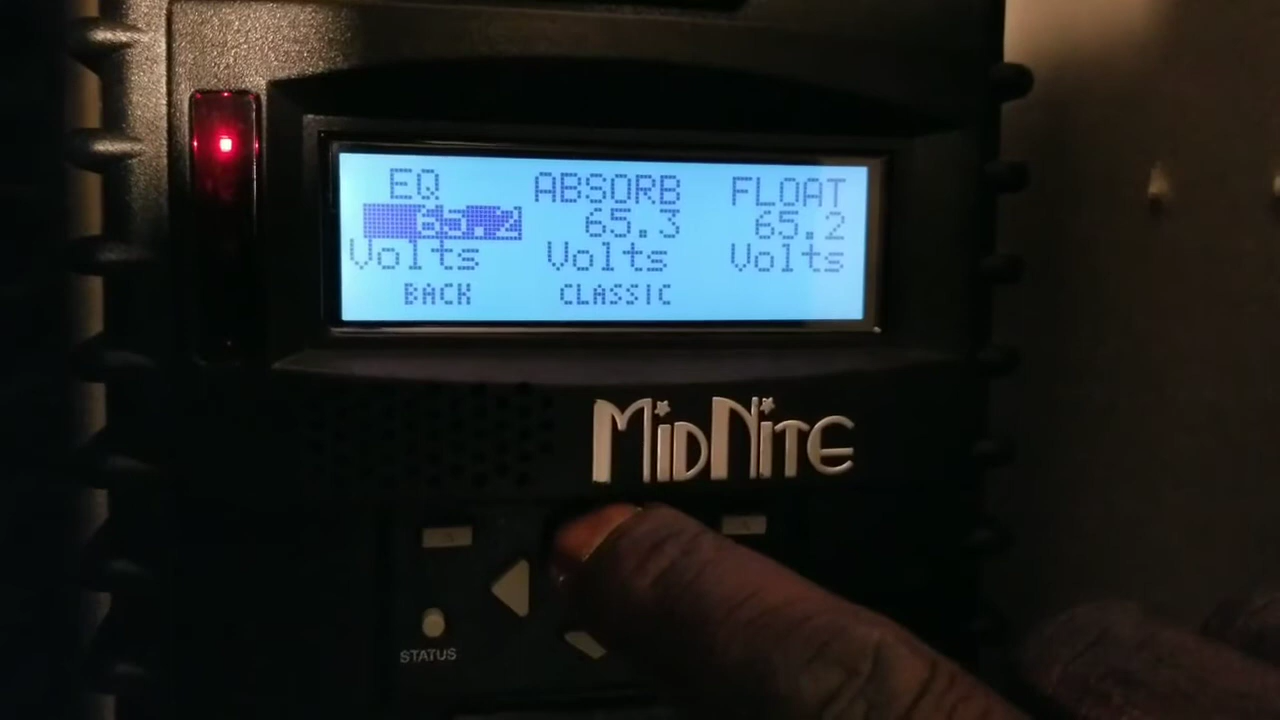 EQ ABSORB FLOAT
65.3 65.2
Volts Volts Volts
BACK CLASSIC
MIDNITE
STATUS